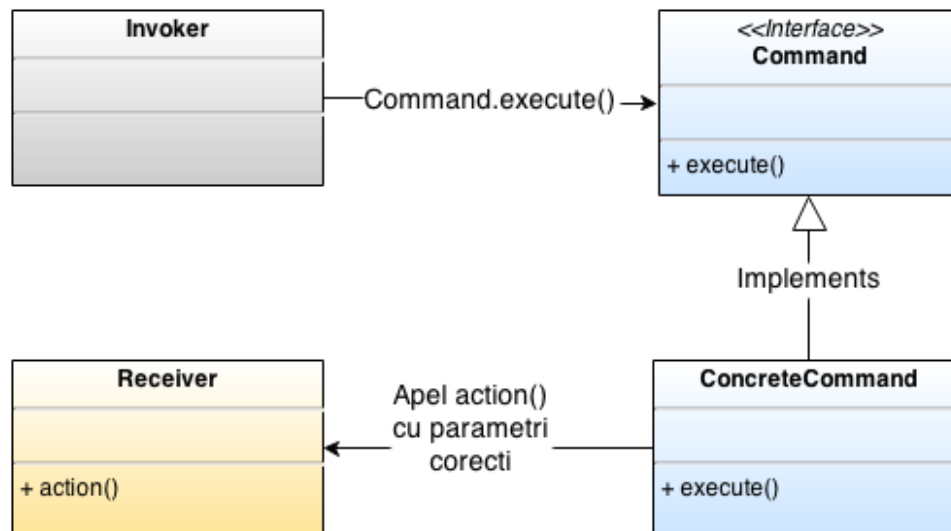 Invoker
<<Interface>>
Command
Command.execute()
+ execute()
Implements
Receiver
Apel action()
cu parametri
corecti
ConcreteCommand
+ action()
+ execute()